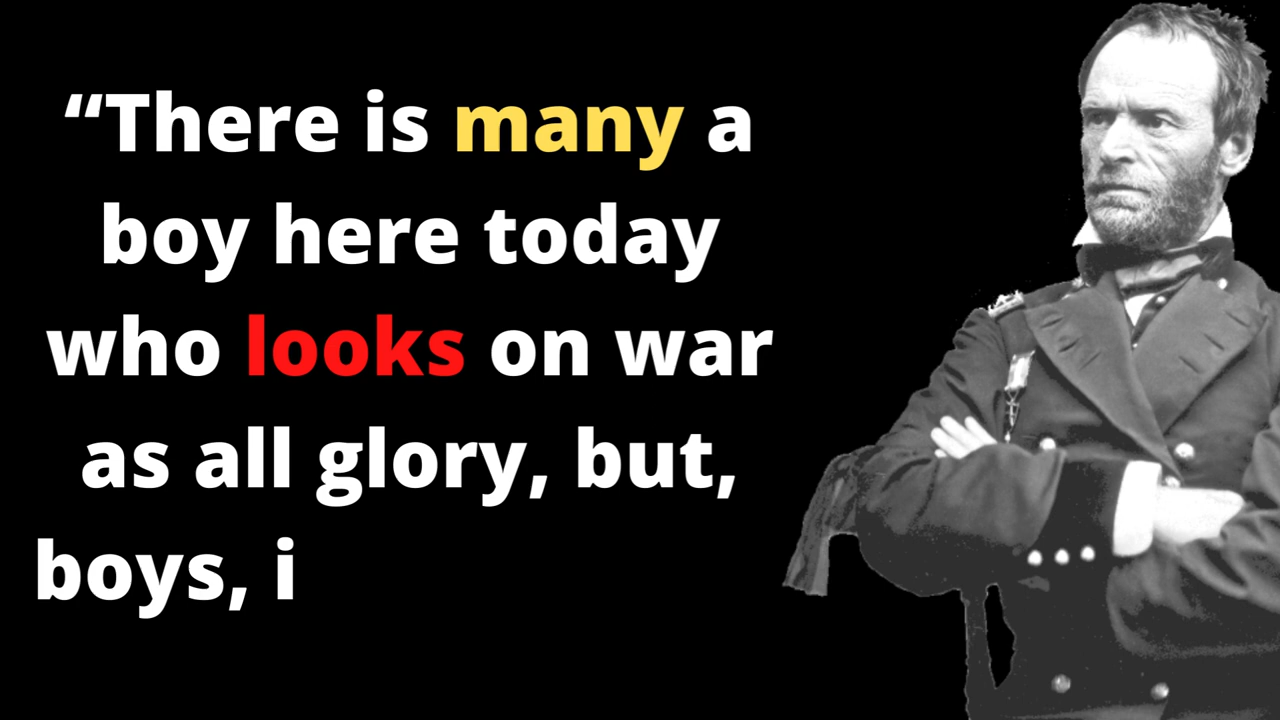 “There is many a
boy here today
who looks on war
as all glory, but,
boys, i